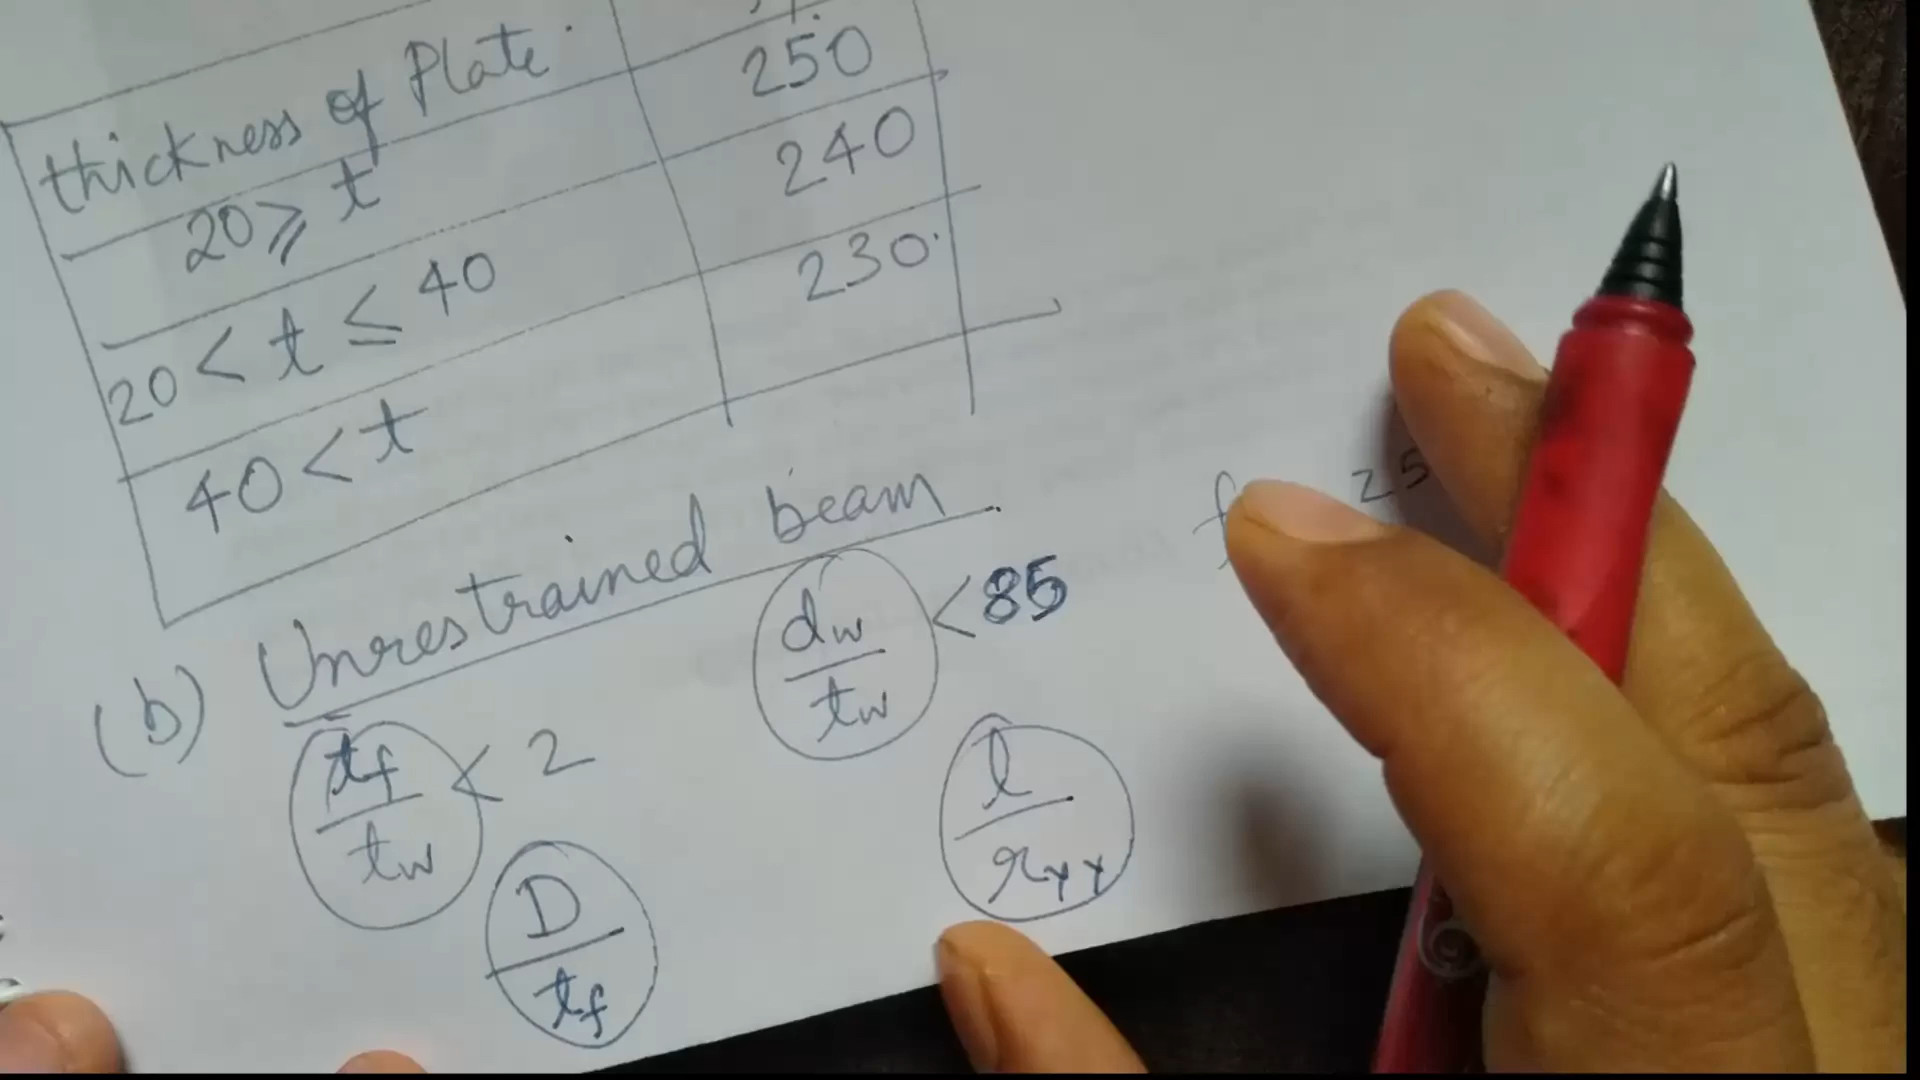 thickness of Plate.
20 ≥ t 250
20 < t ≤ 40 240
40 < t 230
(b) Unrestrained beam
tf/tw < 2 dw/tw < 85
D/tf l/ryy